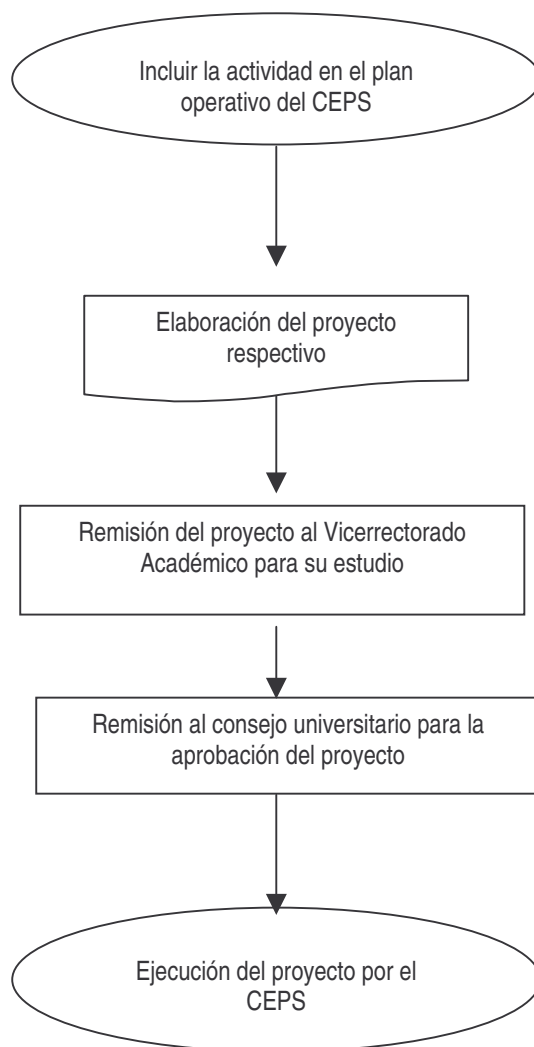 Incluir la actividad en el plan
operativo del CEPS
Elaboración del proyecto
respectivo
Remisión del proyecto al Vicerrectorado
Académico para su estudio
Remisión al consejo universitario para la
aprobación del proyecto
Ejecución del proyecto por el
CEPS